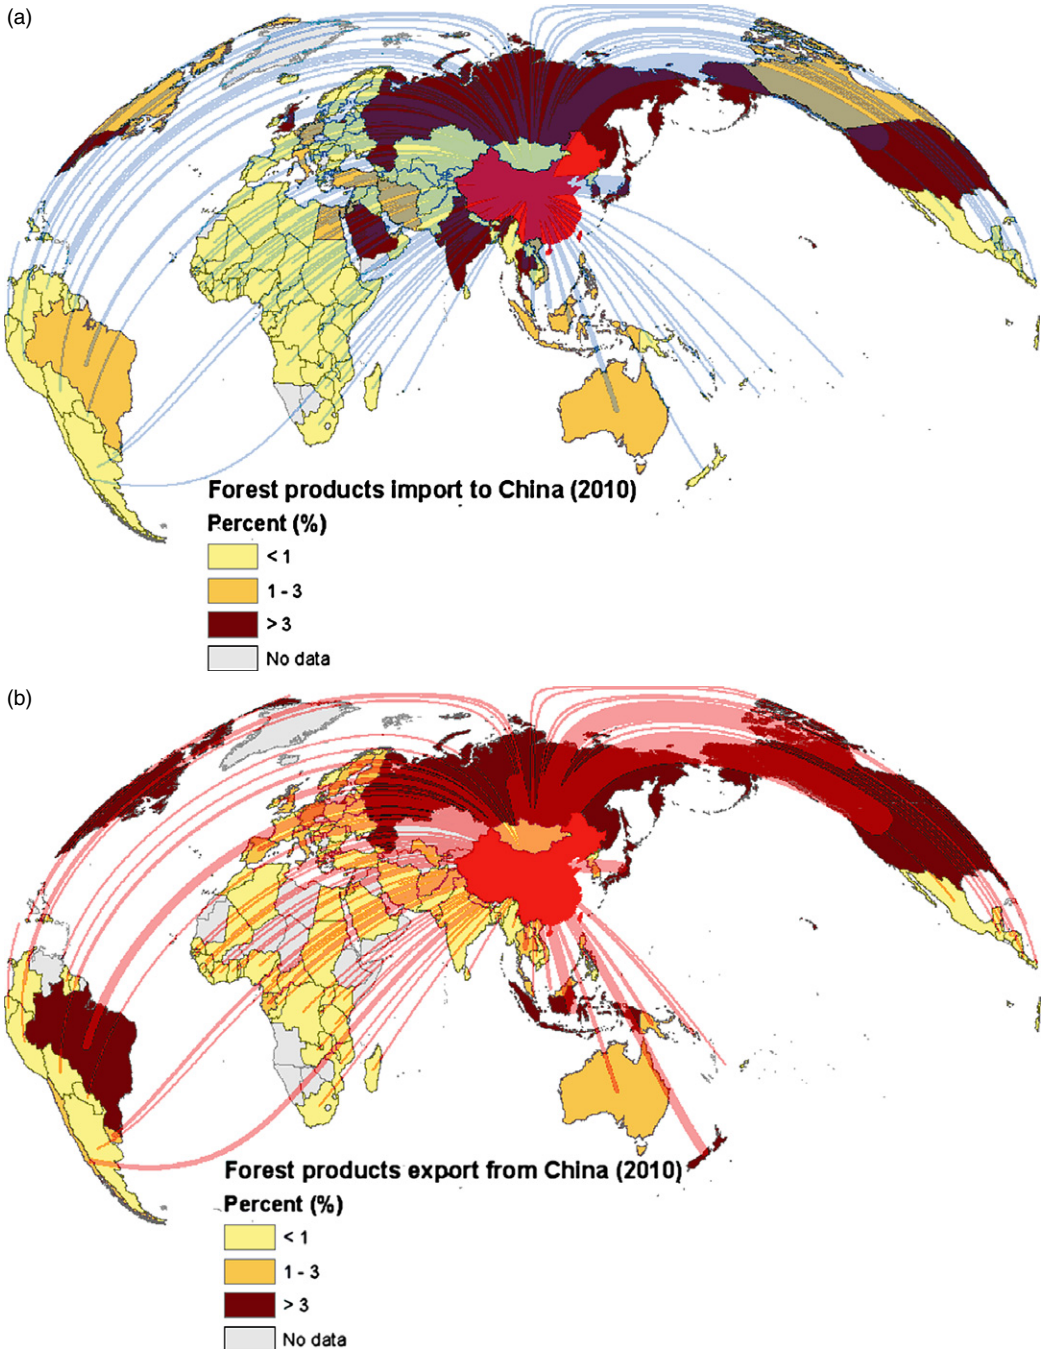 (a)
Forest products import to China (2010)
Percent (%)
< 1
1 - 3
> 3
No data
(b)
Forest products export from China (2010)
Percent (%)
< 1
1 - 3
> 3
No data